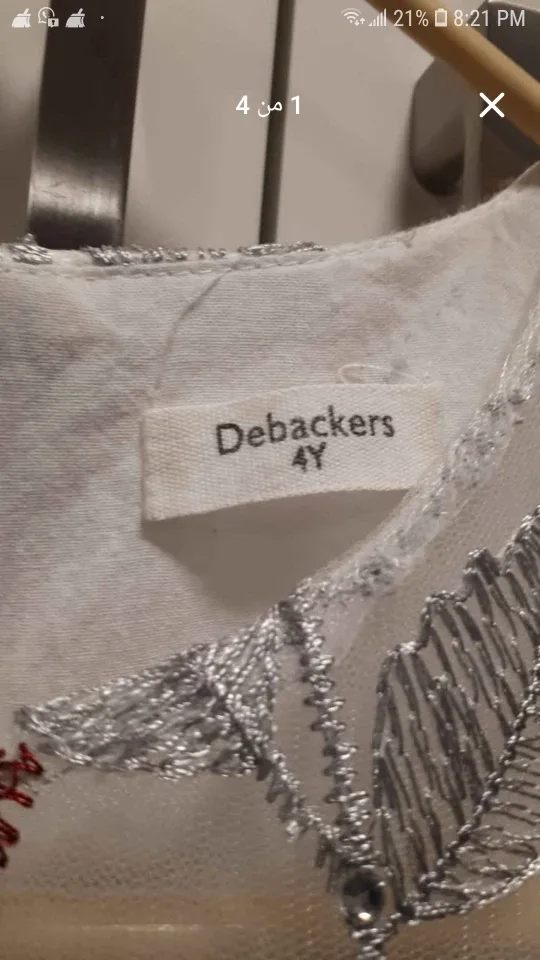 21% 8:21 PM
1 من 4
Debackers
4Y